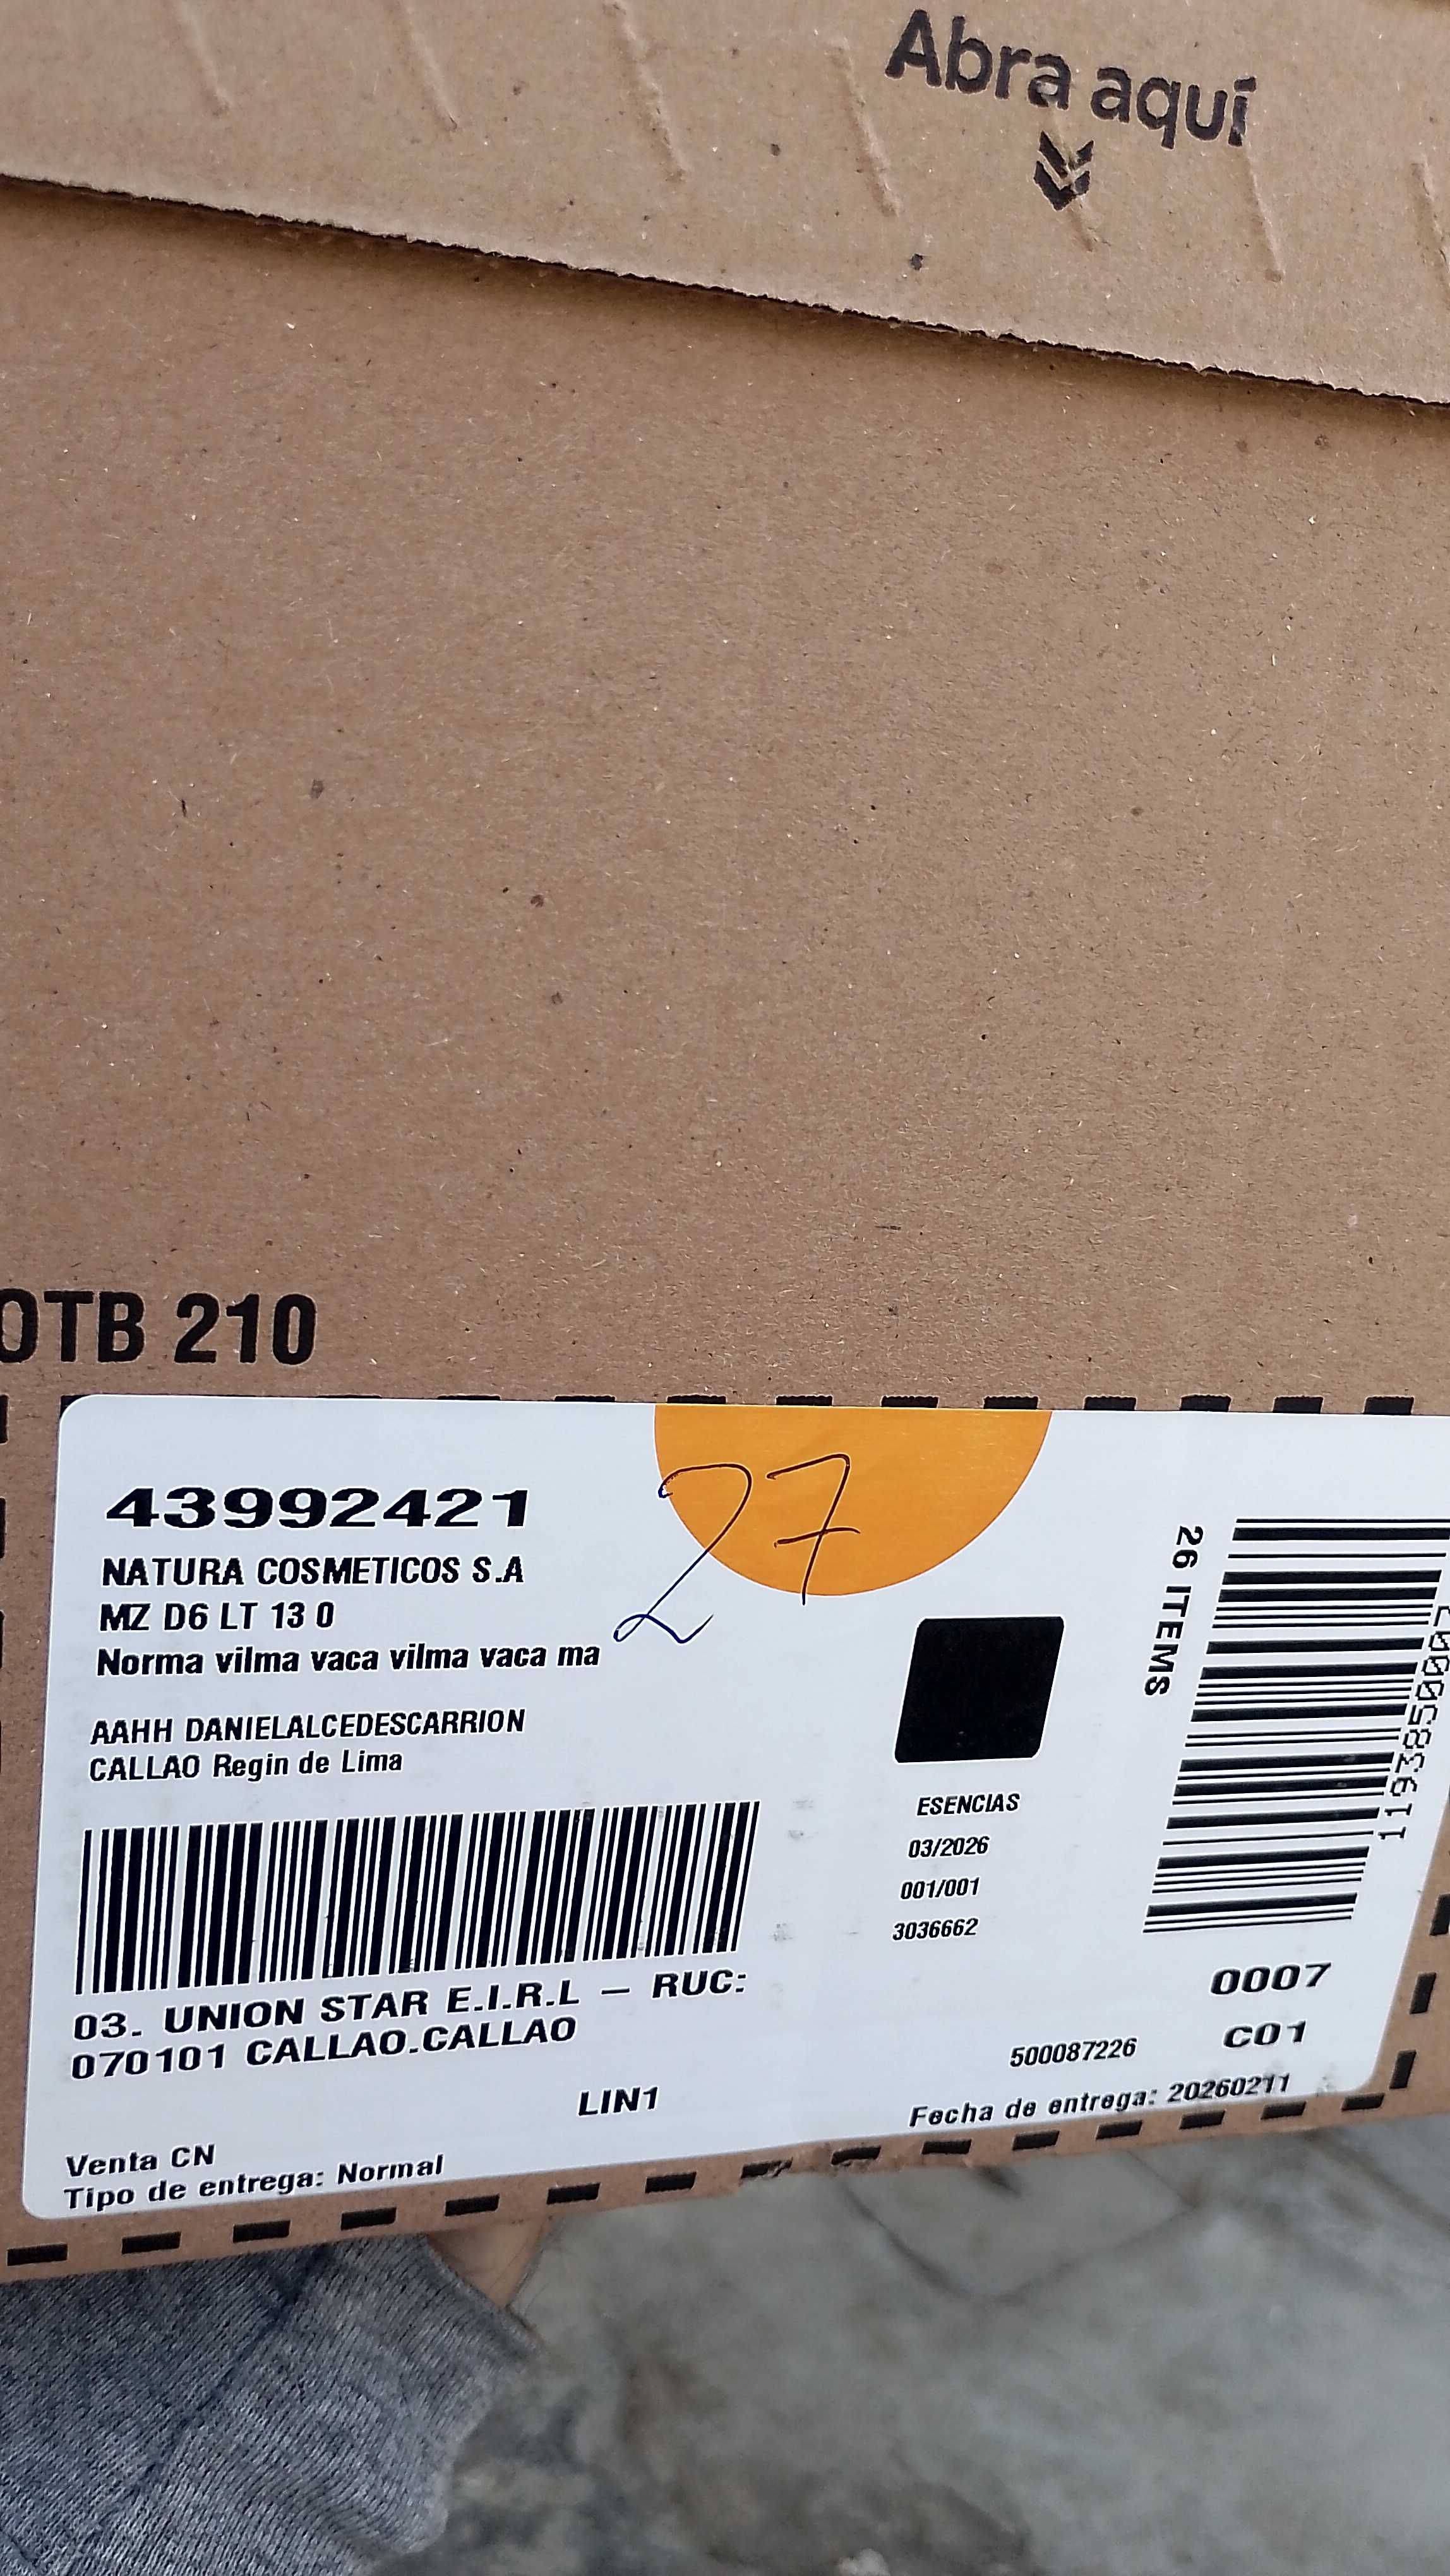 Abra aquí
OTB 210
43992421
27
NATURA COSMETICOS S.A
MZ D6 LT 13 0
Norma vilma vaca vilma vaca ma
AAHH DANIELALCEDESCARRION
CALLAO Regin de Lima
26 ITEMS
ESENCIAS
03/2026
001/001
3036662
03. UNION STAR E.I.R.L – RUC:
070101 CALLAO.CALLAO
0007
500087226
C01
LIN1
Fecha de entrega: 20260211
Venta CN
Tipo de entrega: Normal